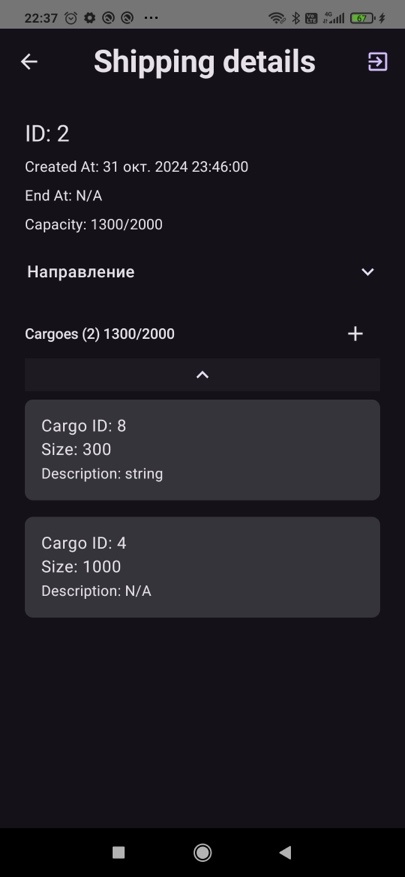 22:37
67
Shipping details
ID: 2
Created At: 31 окт. 2024 23:46:00
End At: N/A
Capacity: 1300/2000
Направление
Cargoes (2) 1300/2000
Cargo ID: 8
Size: 300
Description: string
Cargo ID: 4
Size: 1000
Description: N/A